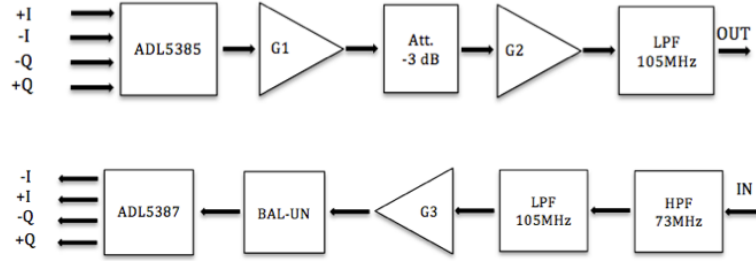 +I
-I
-Q
+Q
ADL5385
G1
Att.
-3 dB
G2
LPF
105MHz
OUT
-I
+I
-Q
+Q
ADL5387
BAL-UN
G3
LPF
105MHz
HPF
73MHz
IN